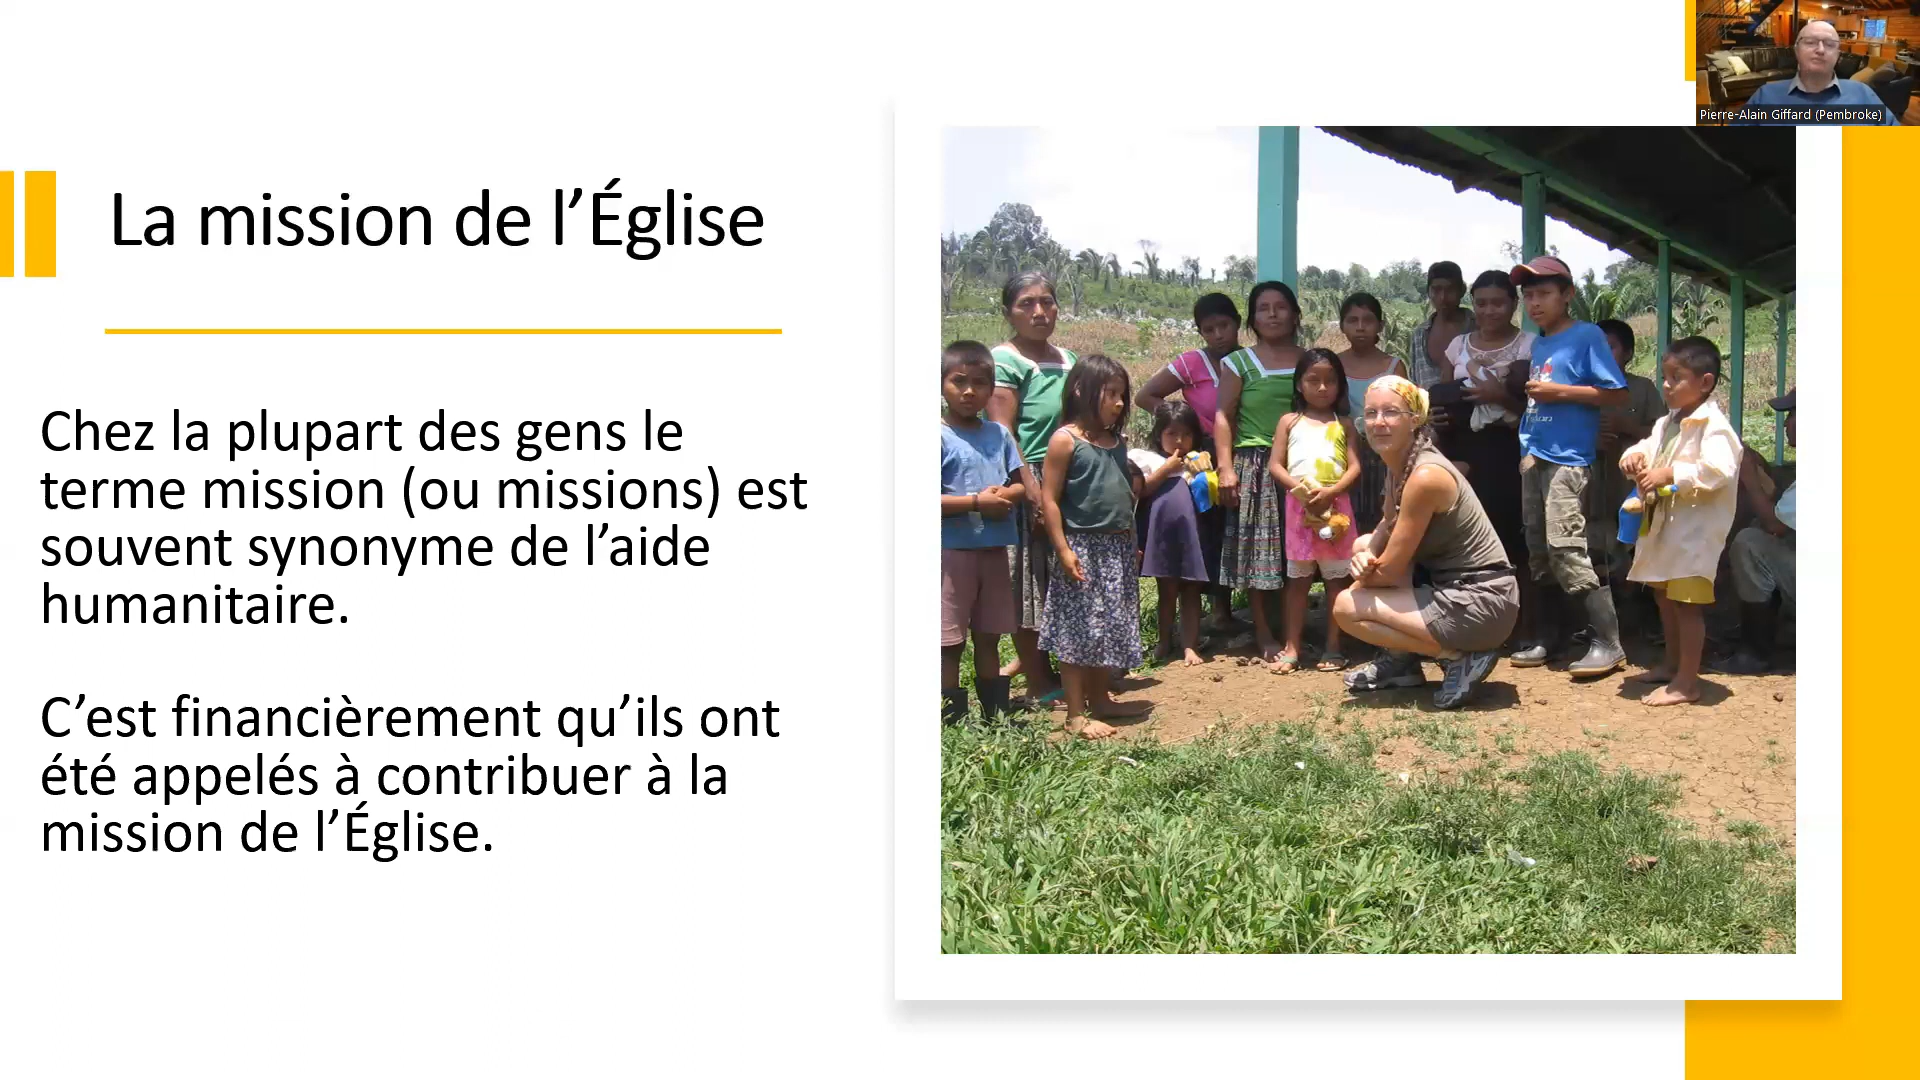 Pierre-Alain Giffard (Pembroke)
La mission de l’Église
Chez la plupart des gens le
terme mission (ou missions) est
souvent synonyme de l’aide
humanitaire.
C’est financièrement qu’ils ont
été appelés à contribuer à la
mission de l’Église.